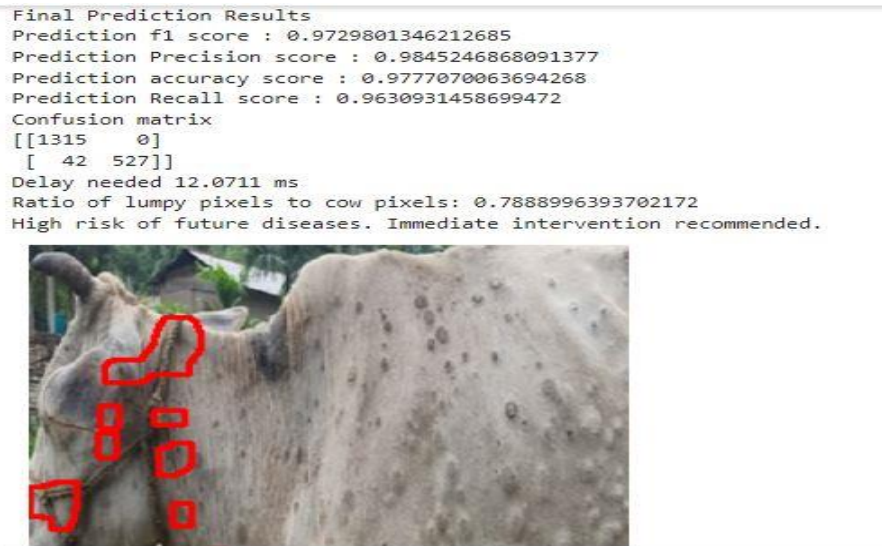 Final Prediction Results
Prediction f1 score : 0.9729801346212685
Prediction Precision score : 0.9845246868091377
Prediction accuracy score : 0.9777070063694268
Prediction Recall score : 0.9630931458699472
Confusion matrix
[[1315 0]
[ 42 527]]
Delay needed 12.0711 ms
Ratio of lumpy pixels to cow pixels: 0.7888996393702172
High risk of future diseases. Immediate intervention recommended.